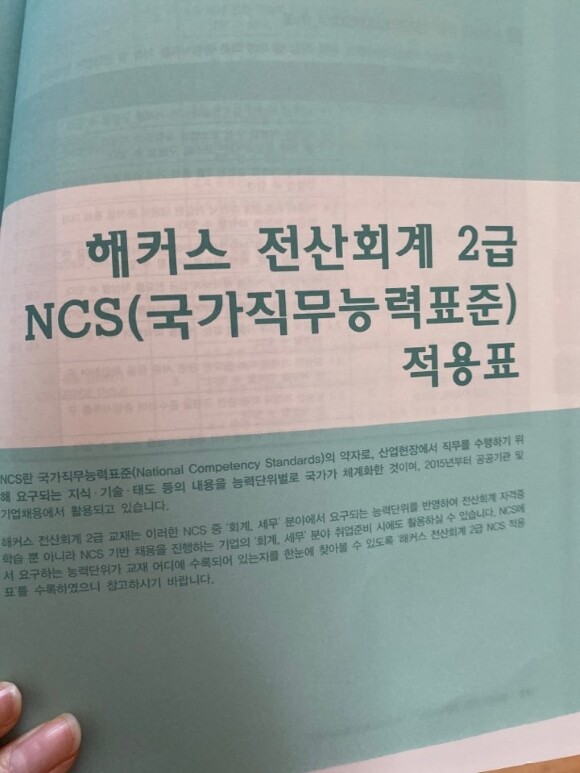 해커스 전산회계 2급
NCS(국가직무능력표준)
적용표
NCS란 국가직무능력표준(National Competency Standards)의 약자로, 산업현장에서 직무를 수행하기 위
해 요구되는 지식·기술·태도 등의 내용을 능력단위별로 국가가 체계화한 것이며, 2015년부터 공공기관 및
기업채용에서 활용되고 있습니다.
해커스 전산회계 2급 교재는 이러한 NCS 중 '회계, 세무' 분야에서 요구되는 능력단위를 반영하여 전산회계 자격증
학습 뿐 아니라 NCS 기반 채용을 진행하는 기업의 '회계, 세무' 분야 취업준비 시에도 활용하실 수 있습니다. NCS에
서 요구하는 능력단위가 교재 어디에 수록되어 있는지를 한눈에 찾아볼 수 있도록 '해커스 전산회계 2급 NCS 적용
표'를 수록하였으니 참고하시기 바랍니다.